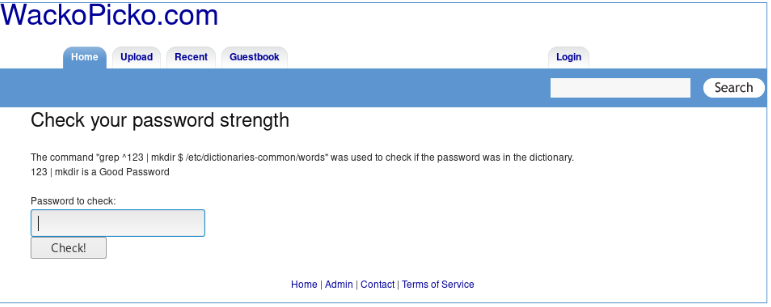 WackoPicko.com
Home Upload Recent Guestbook Login
Search
Check your password strength
The command "grep ^123 | mkdir $ /etc/dictionaries-common/words" was used to check if the password was in the dictionary.
123 | mkdir is a Good Password
Password to check:
Check!
Home | Admin | Contact | Terms of Service